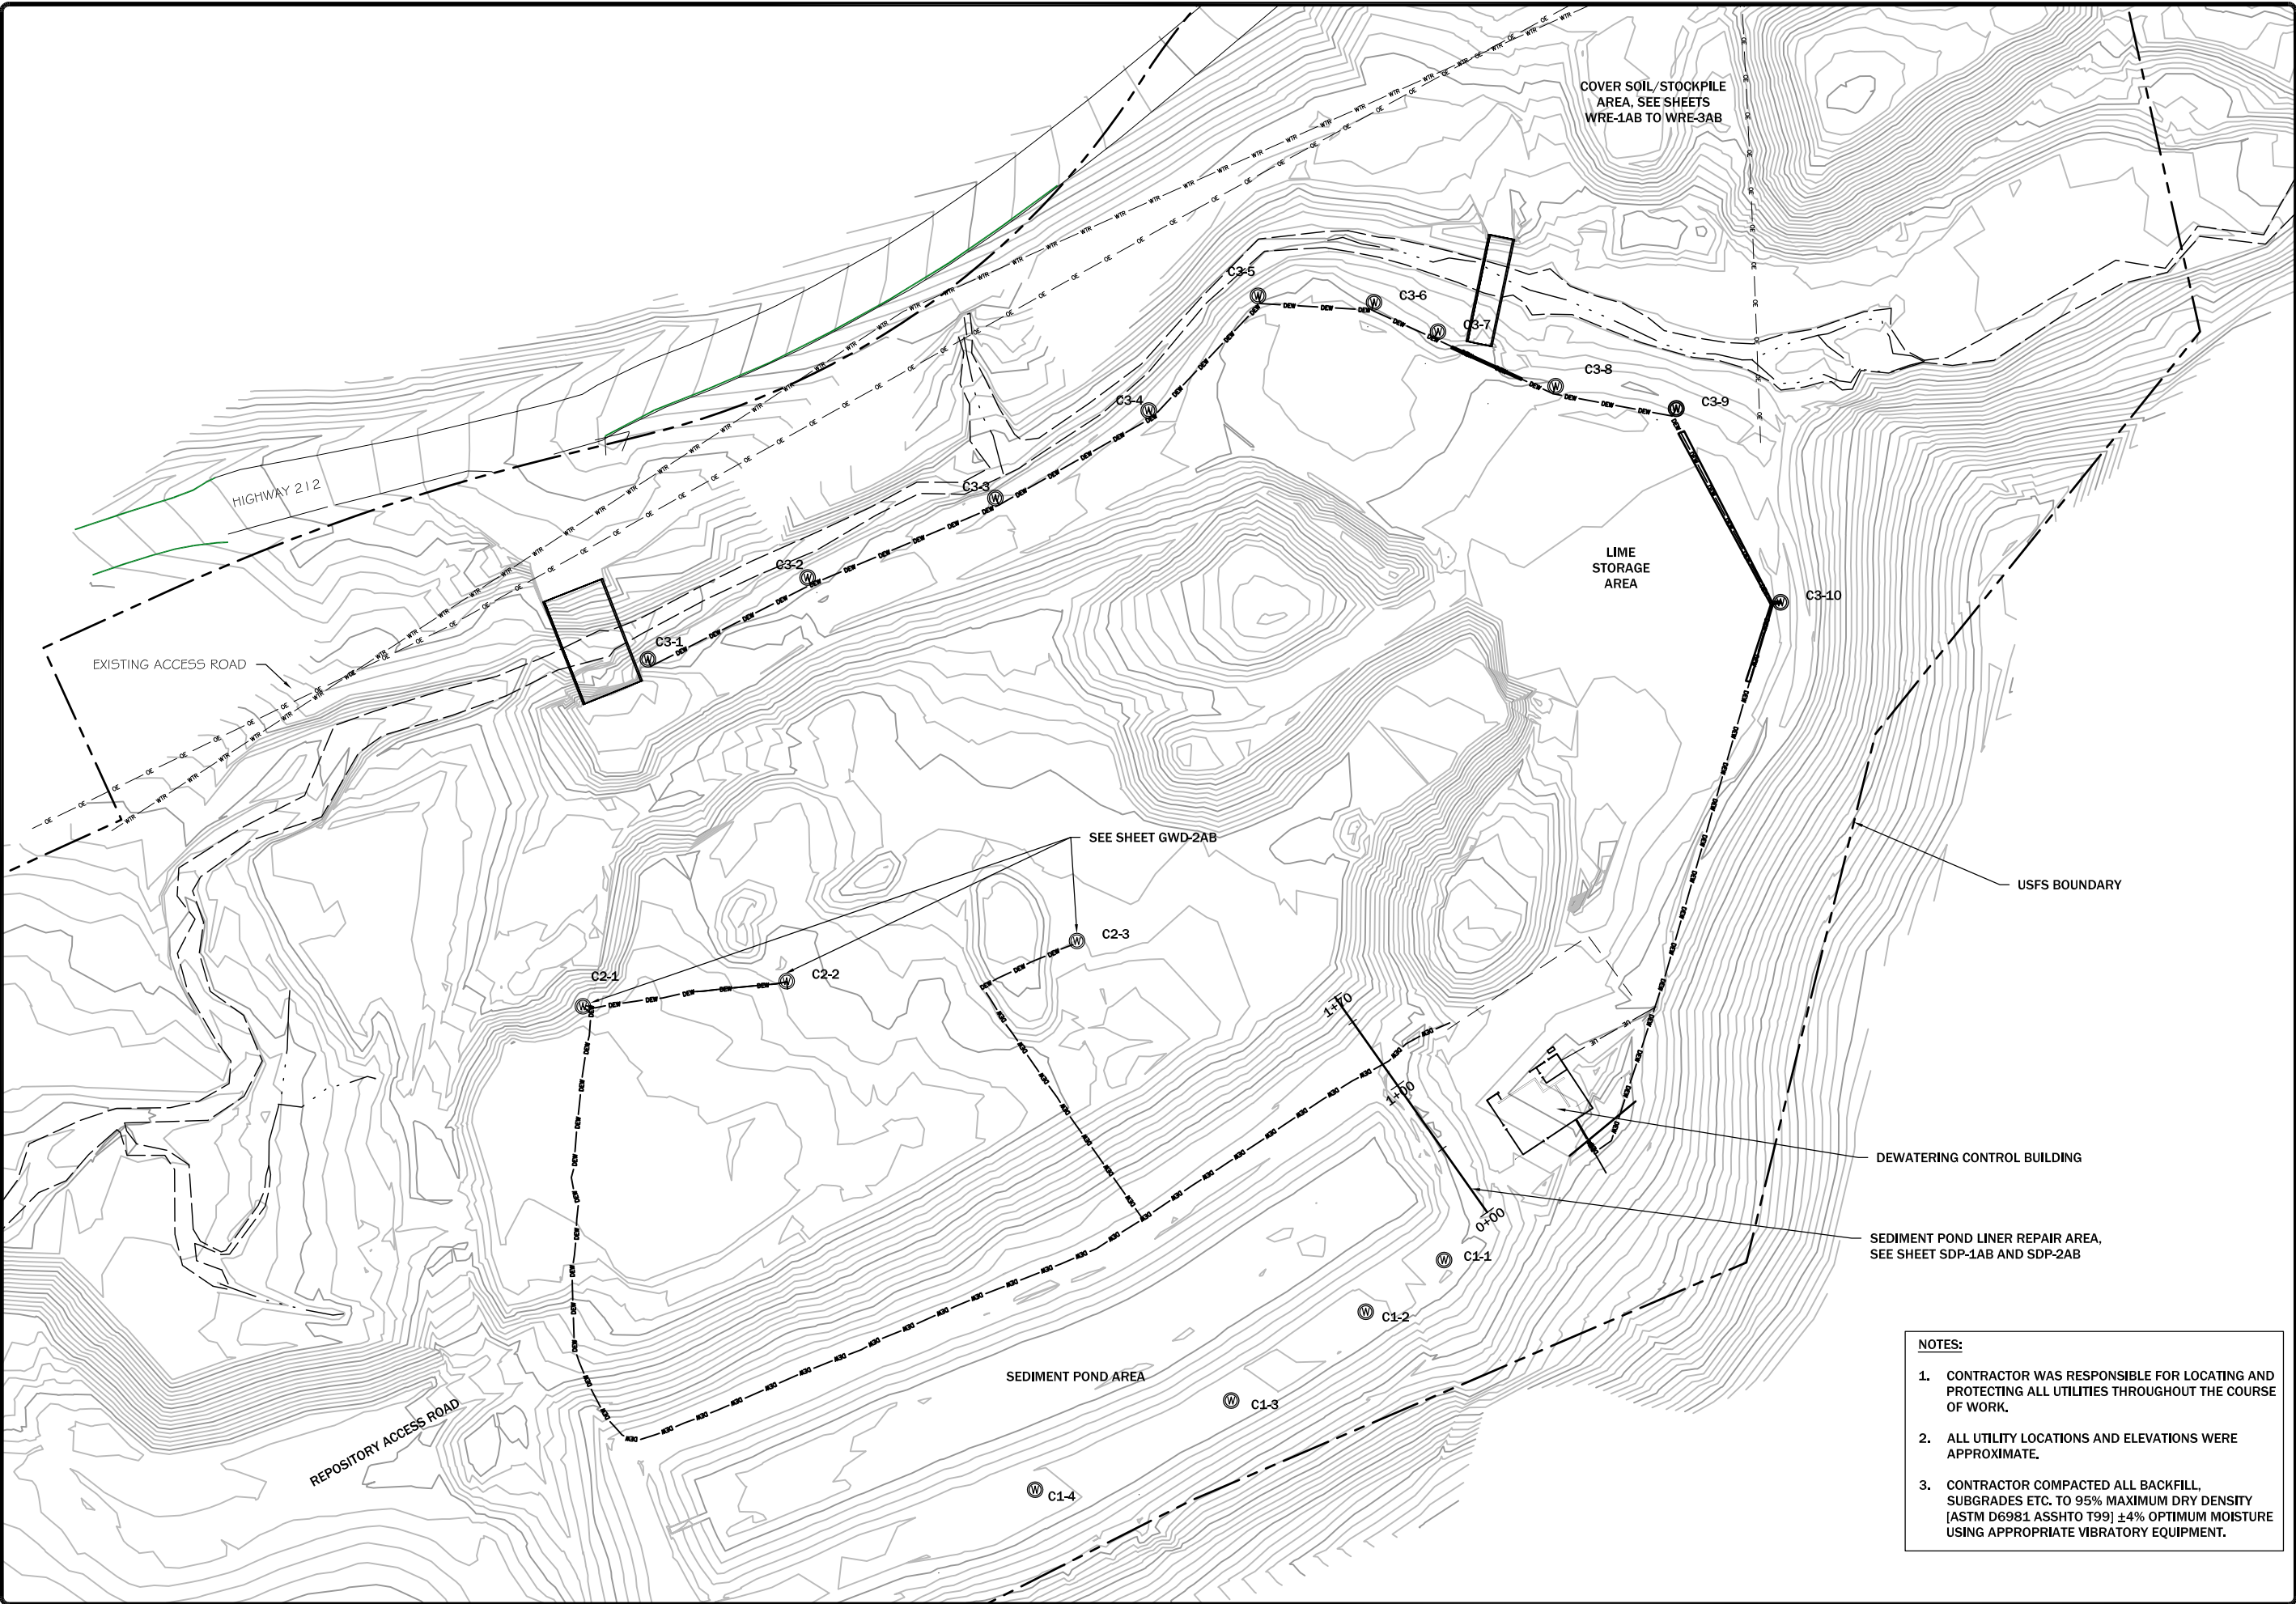 COVER SOIL/STOCKPILE
AREA, SEE SHEETS
WRE-1AB TO WRE-3AB
C3-5
C3-6
C3-7
C3-8
C3-9
C3-4
C3-3
C3-2
C3-1
C3-10
HIGHWAY 212
EXISTING ACCESS ROAD
LIME
STORAGE
AREA
SEE SHEET GWD-2AB
USFS BOUNDARY
C2-1
C2-2
C2-3
1+70
1+00
0+00
DEWATERING CONTROL BUILDING
SEDIMENT POND LINER REPAIR AREA,
SEE SHEET SDP-1AB AND SDP-2AB
C1-1
C1-2
C1-3
C1-4
SEDIMENT POND AREA
REPOSITORY ACCESS ROAD
NOTES:
1. CONTRACTOR WAS RESPONSIBLE FOR LOCATING AND
PROTECTING ALL UTILITIES THROUGHOUT THE COURSE
OF WORK.
2. ALL UTILITY LOCATIONS AND ELEVATIONS WERE
APPROXIMATE.
3. CONTRACTOR COMPACTED ALL BACKFILL,
SUBGRADES ETC. TO 95% MAXIMUM DRY DENSITY
[ASTM D6981 ASSHTO T99] ±4% OPTIMUM MOISTURE
USING APPROPRIATE VIBRATORY EQUIPMENT.